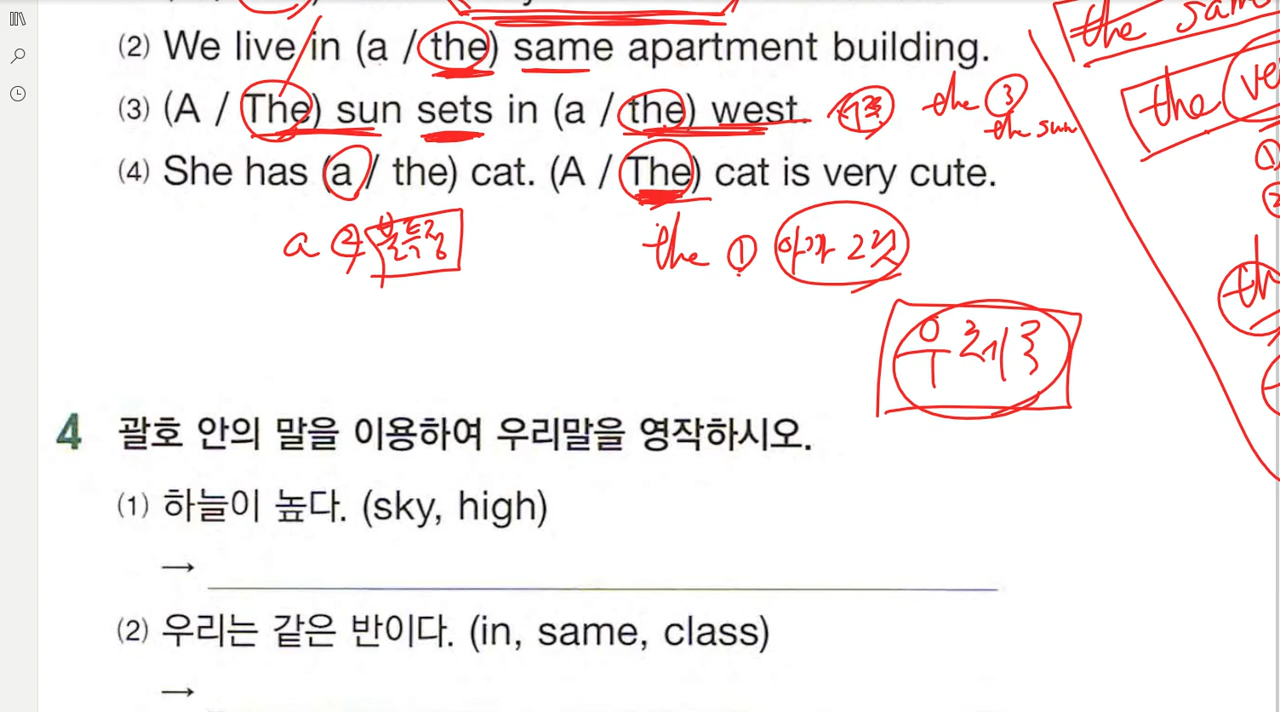 the same
(2) We live in (a / the) same apartment building.
(3) (A / The) sun sets in (a / the) west. the ③
the sun
①
(4) She has (a / the) cat. (A / The) cat is very cute.
a ② 불특정 the ① 아까 그것
4 괄호 안의 말을 이용하여 우리말을 영작하시오.
(1) 하늘이 높다. (sky, high)
→
(2) 우리는 같은 반이다. (in, same, class)
→